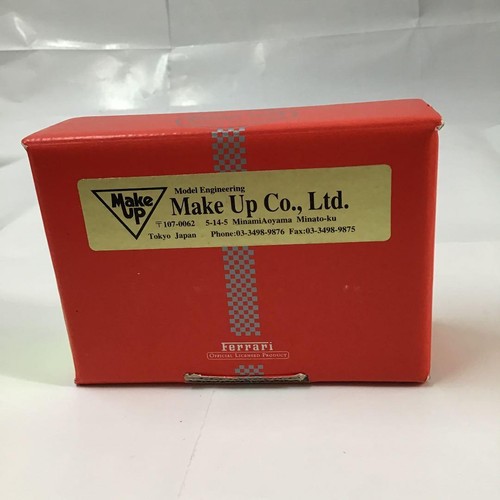 Make
Up
Model Engineering
Make Up Co., Ltd.
〒107-0062 5-14-5 MinamiAoyama Minato-ku
Tokyo Japan Phone:03-3498-9876 Fax:03-3498-9875
Ferrari
Official Licensed Product